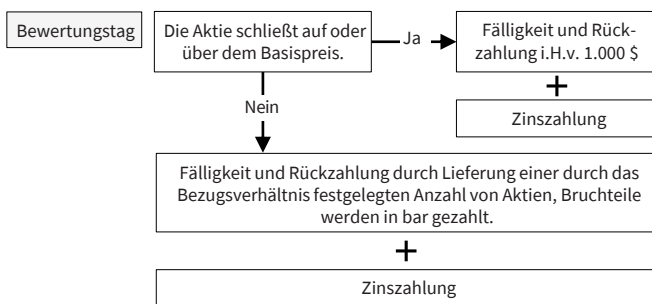 Bewertungstag
Die Aktie schließt auf oder
über dem Basispreis.
Ja
Fälligkeit und Rück-
zahlung i.H.v. 1.000 $
+
Zinszahlung
Nein
Fälligkeit und Rückzahlung durch Lieferung einer durch das
Bezugsverhältnis festgelegten Anzahl von Aktien, Bruchteile
werden in bar gezahlt.
+
Zinszahlung